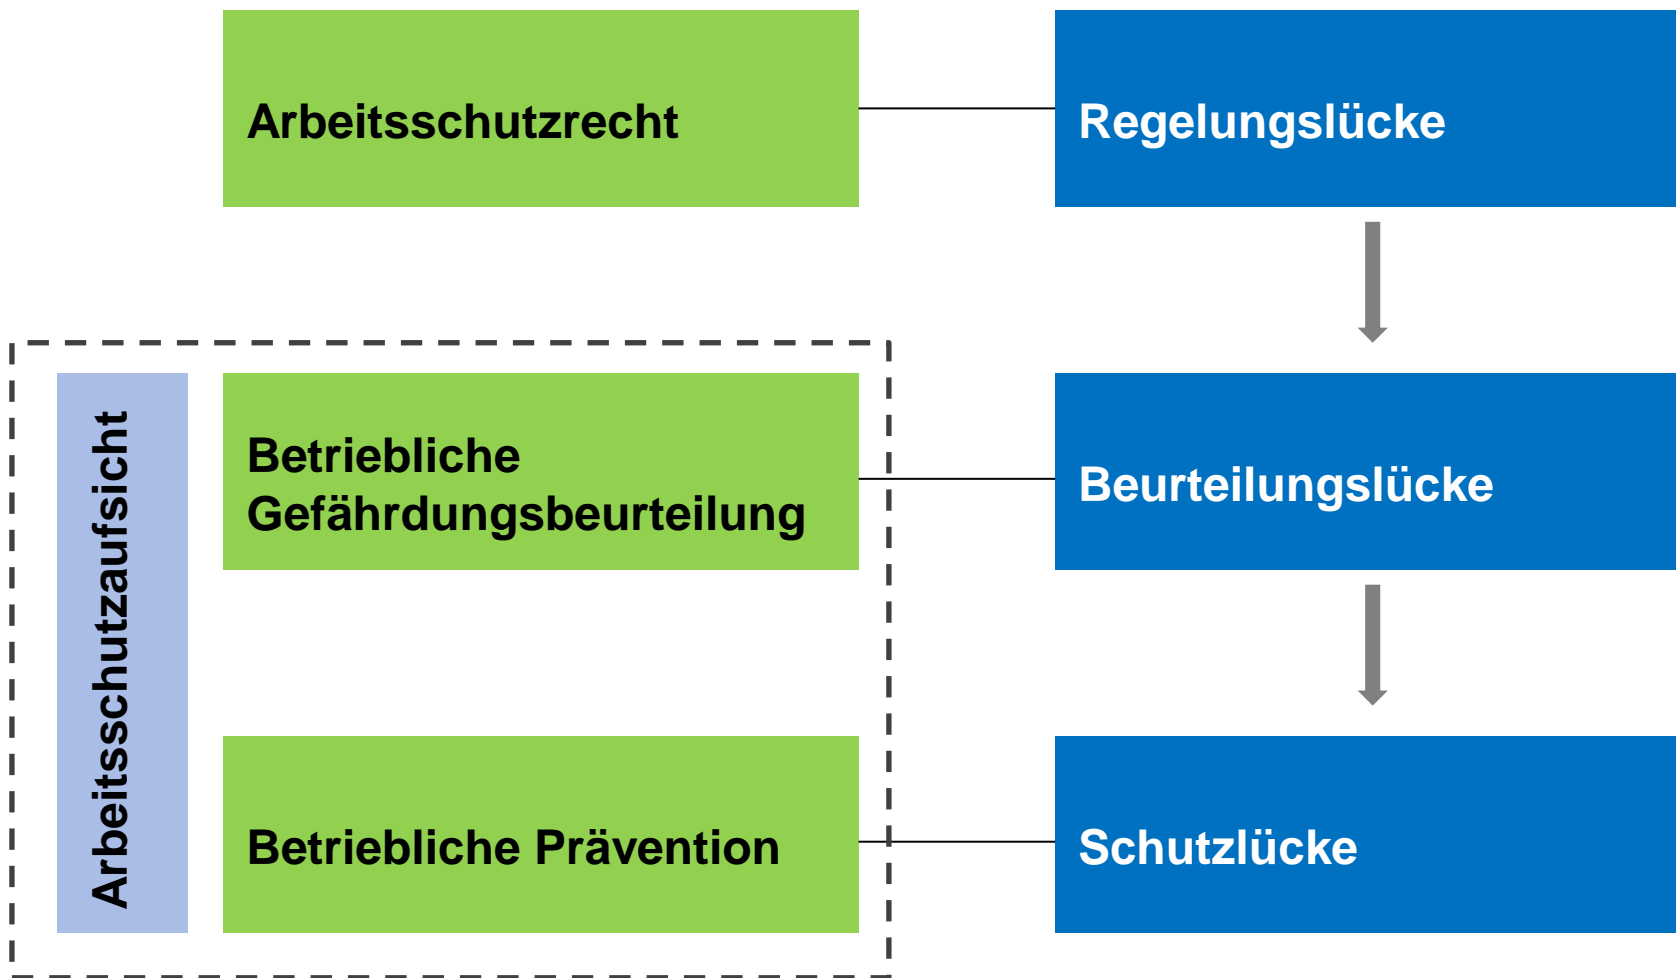 Arbeitsschutzrecht
Regelungslücke
Arbeitsschutzaufsicht
Betriebliche
Gefährdungsbeurteilung
Beurteilungslücke
Betriebliche Prävention
Schutzlücke